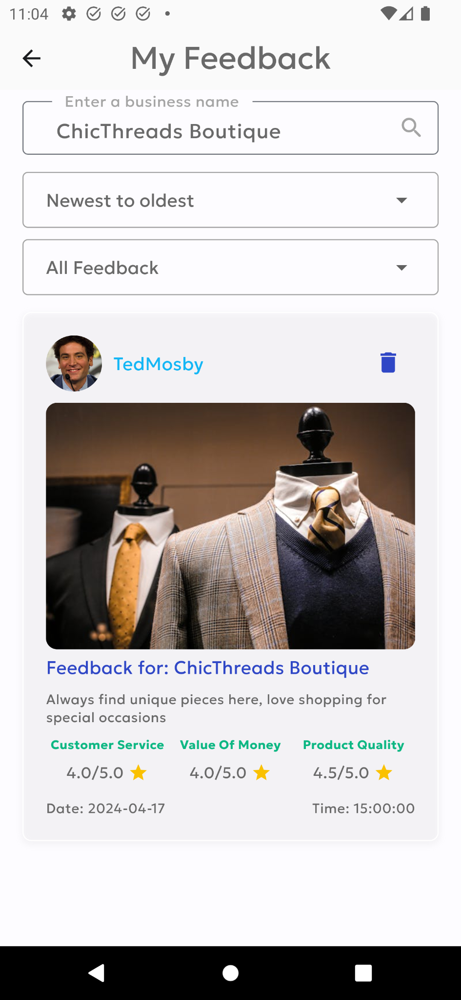 11:04
My Feedback
Enter a business name
ChicThreads Boutique
Newest to oldest
All Feedback
TedMosby
Feedback for: ChicThreads Boutique
Always find unique pieces here, love shopping for
special occasions
Customer Service Value Of Money Product Quality
4.0/5.0 4.0/5.0 4.5/5.0
Date: 2024-04-17 Time: 15:00:00